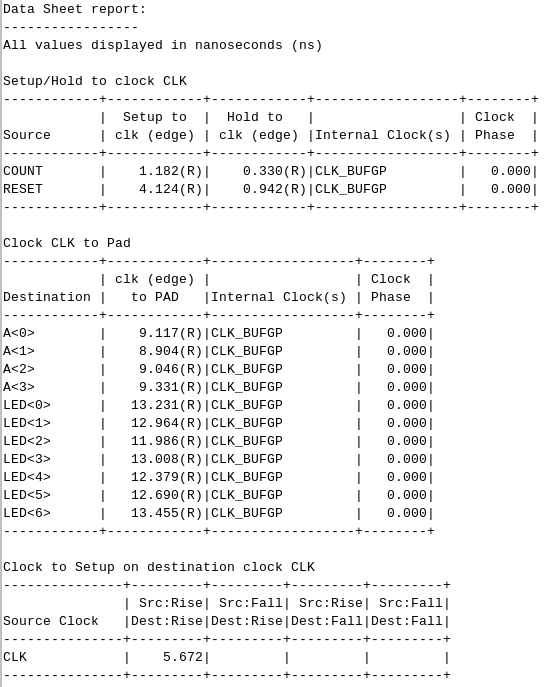 Data Sheet report:
-----------------
All values displayed in nanoseconds (ns)

Setup/Hold to clock CLK
------------+------------+------------+------------------+--------+
            |  Setup to  |  Hold to   |                  | Clock  |
Source      | clk (edge) | clk (edge) |Internal Clock(s) | Phase  |
------------+------------+------------+------------------+--------+
COUNT       |    1.182(R)|    0.330(R)|CLK_BUFGP         |   0.000|
RESET       |    4.124(R)|    0.942(R)|CLK_BUFGP         |   0.000|
------------+------------+------------+------------------+--------+

Clock CLK to Pad
------------+------------+------------------+--------+
            | clk (edge) |                  | Clock  |
Destination |   to PAD   |Internal Clock(s) | Phase  |
------------+------------+------------------+--------+
A<0>        |    9.117(R)|CLK_BUFGP         |   0.000|
A<1>        |    8.904(R)|CLK_BUFGP         |   0.000|
A<2>        |    9.046(R)|CLK_BUFGP         |   0.000|
A<3>        |    9.331(R)|CLK_BUFGP         |   0.000|
LED<0>      |   13.231(R)|CLK_BUFGP         |   0.000|
LED<1>      |   12.964(R)|CLK_BUFGP         |   0.000|
LED<2>      |   11.986(R)|CLK_BUFGP         |   0.000|
LED<3>      |   13.008(R)|CLK_BUFGP         |   0.000|
LED<4>      |   12.379(R)|CLK_BUFGP         |   0.000|
LED<5>      |   12.690(R)|CLK_BUFGP         |   0.000|
LED<6>      |   13.455(R)|CLK_BUFGP         |   0.000|
------------+------------+------------------+--------+

Clock to Setup on destination clock CLK
---------------+---------+---------+---------+---------+
               | Src:Rise| Src:Fall| Src:Rise| Src:Fall|
Source Clock   |Dest:Rise|Dest:Rise|Dest:Fall|Dest:Fall|
---------------+---------+---------+---------+---------+
CLK            |    5.672|         |         |         |
---------------+---------+---------+---------+---------+